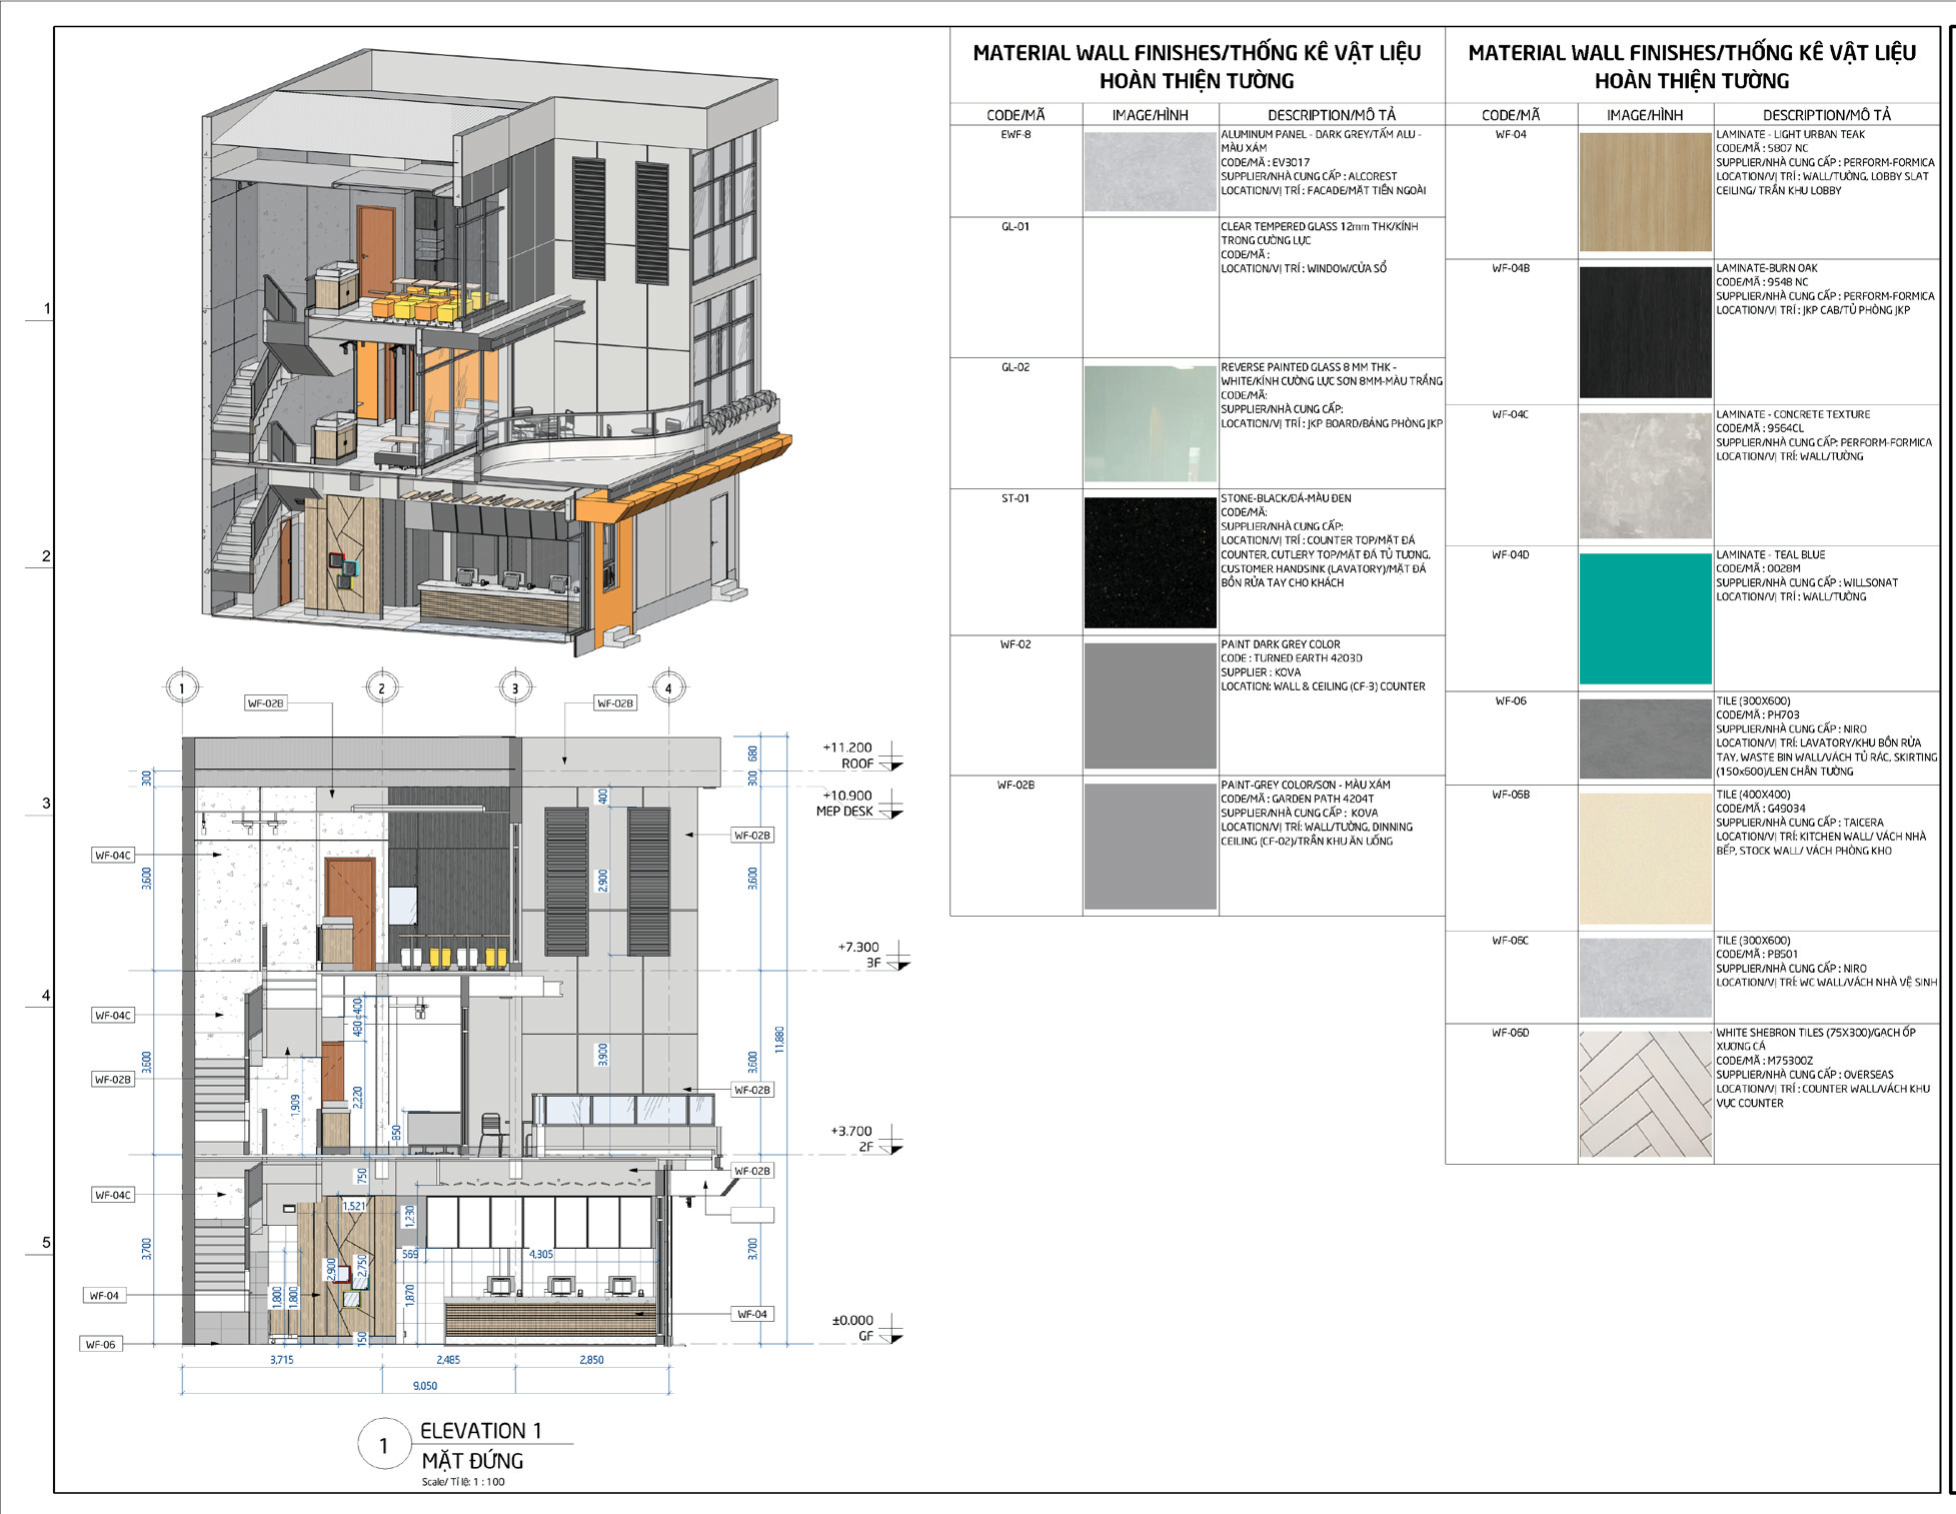 MATERIAL WALL FINISHES/THỐNG KÊ VẬT LIỆU
HOÀN THIỆN TƯỜNG
CODE/MÃ
IMAGE/HÌNH
DESCRIPTION/MÔ TẢ
EWF-8
ALUMINUM PANEL - DARK GREY/TẤM ALU -
MÀU XÁM
CODE/MÃ : EV3017
SUPPLIER/NHÀ CUNG CẤP : ALCOREST
LOCATION/VỊ TRÍ : FACADE/MẶT TIỀN NGOÀI
GL-01
CLEAR TEMPERED GLASS 12mm THK/KÍNH
TRONG CƯỜNG LỰC
CODE/MÃ :
LOCATION/VỊ TRÍ : WINDOW/CỬA SỔ
GL-02
REVERSE PAINTED GLASS 8 MM THK -
WHITE/KÍNH CƯỜNG LỰC SƠN 8MM-MÀU TRẮNG
CODE/MÃ:
SUPPLIER/NHÀ CUNG CẤP:
LOCATION/VỊ TRÍ : JKP BOARD/BẢNG PHÒNG JKP
ST-01
STONE-BLACK/ĐÁ-MÀU ĐEN
CODE/MÃ:
SUPPLIER/NHÀ CUNG CẤP:
LOCATION/VỊ TRÍ : COUNTER TOP/MẶT ĐÁ
COUNTER, CUTLERY TOP/MẶT ĐÁ TỦ TƯƠNG,
CUSTOMER HANDSINK (LAVATORY)/MẶT ĐÁ
BỒN RỬA TAY CHO KHÁCH
WF-02
PAINT DARK GREY COLOR
CODE : TURNED EARTH 4203D
SUPPLIER : KOVA
LOCATION: WALL & CEILING (CF-3) COUNTER
WF-02B
PAINT-GREY COLOR/SƠN - MÀU XÁM
CODE/MÃ : GARDEN PATH 4204T
SUPPLIER/NHÀ CUNG CẤP : KOVA
LOCATION/VỊ TRÍ: WALL/TƯỜNG, DINNING
CEILING (CF-02)/TRẦN KHU ĂN UỐNG
MATERIAL WALL FINISHES/THỐNG KÊ VẬT LIỆU
HOÀN THIỆN TƯỜNG
CODE/MÃ
IMAGE/HÌNH
DESCRIPTION/MÔ TẢ
WF-04
LAMINATE - LIGHT URBAN TEAK
CODE/MÃ : 5807 NC
SUPPLIER/NHÀ CUNG CẤP : PERFORM-FORMICA
LOCATION/VỊ TRÍ : WALL/TƯỜNG, LOBBY SLAT
CEILING/ TRẦN KHU LOBBY
WF-04B
LAMINATE-BURN OAK
CODE/MÃ : 9548 NC
SUPPLIER/NHÀ CUNG CẤP : PERFORM-FORMICA
LOCATION/VỊ TRÍ : JKP CAB/TỦ PHÒNG JKP
WF-04C
LAMINATE - CONCRETE TEXTURE
CODE/MÃ : 9564CL
SUPPLIER/NHÀ CUNG CẤP: PERFORM-FORMICA
LOCATION/VỊ TRÍ: WALL/TƯỜNG
WF-04D
LAMINATE - TEAL BLUE
CODE/MÃ : 0028M
SUPPLIER/NHÀ CUNG CẤP : WILLSONAT
LOCATION/VỊ TRÍ : WALL/TƯỜNG
WF-06
TILE (300X600)
CODE/MÃ : PH703
SUPPLIER/NHÀ CUNG CẤP : NIRO
LOCATION/VỊ TRÍ: LAVATORY/KHU BỒN RỬA
TAY, WASTE BIN WALL/VÁCH TỦ RÁC, SKIRTING
(150x600)/LEN CHÂN TƯỜNG
WF-06B
TILE (400X400)
CODE/MÃ : G49034
SUPPLIER/NHÀ CUNG CẤP : TAICERA
LOCATION/VỊ TRÍ: KITCHEN WALL/ VÁCH NHÀ
BẾP, STOCK WALL/ VÁCH PHÒNG KHO
WF-06C
TILE (300X600)
CODE/MÃ: PBS01
SUPPLIER/NHÀ CUNG CẤP : NIRO
LOCATION/VỊ TRÍ: WC WALL/VÁCH NHÀ VỆ SINH
WF-06D
WHITE SHEBRON TILES (75X300)/GẠCH ỐP
XƯƠNG CÁ
CODE/MÃ : M75300Z
SUPPLIER/NHÀ CUNG CẤP : OVERSEAS
LOCATION/VỊ TRÍ : COUNTER WALL/VÁCH KHU
VỰC COUNTER
1
2
3
4
5
1
2
3
4
WF-02B
WF-02B
300
680
300
+11.200
ROOF
+10.900
MEP DESK
400
WF-02B
WF-04C
3,600
2,900
3,600
+7.300
3F
400
480
WF-04C
3,600
3,900
3,600
11,880
WF-02B
1,909
2,220
WF-02B
850
+3.700
2F
750
WF-02B
WF-04C
1,521
1,230
3,700
569
4,305
3,700
2,900
2,750
1,800
1,800
1,870
WF-04
WF-04
150
±0.000
GF
WF-06
3,715
2,485
2,850
9,050
1
ELEVATION 1
MẶT ĐỨNG
Scale/ Tỉ lệ: 1 : 100